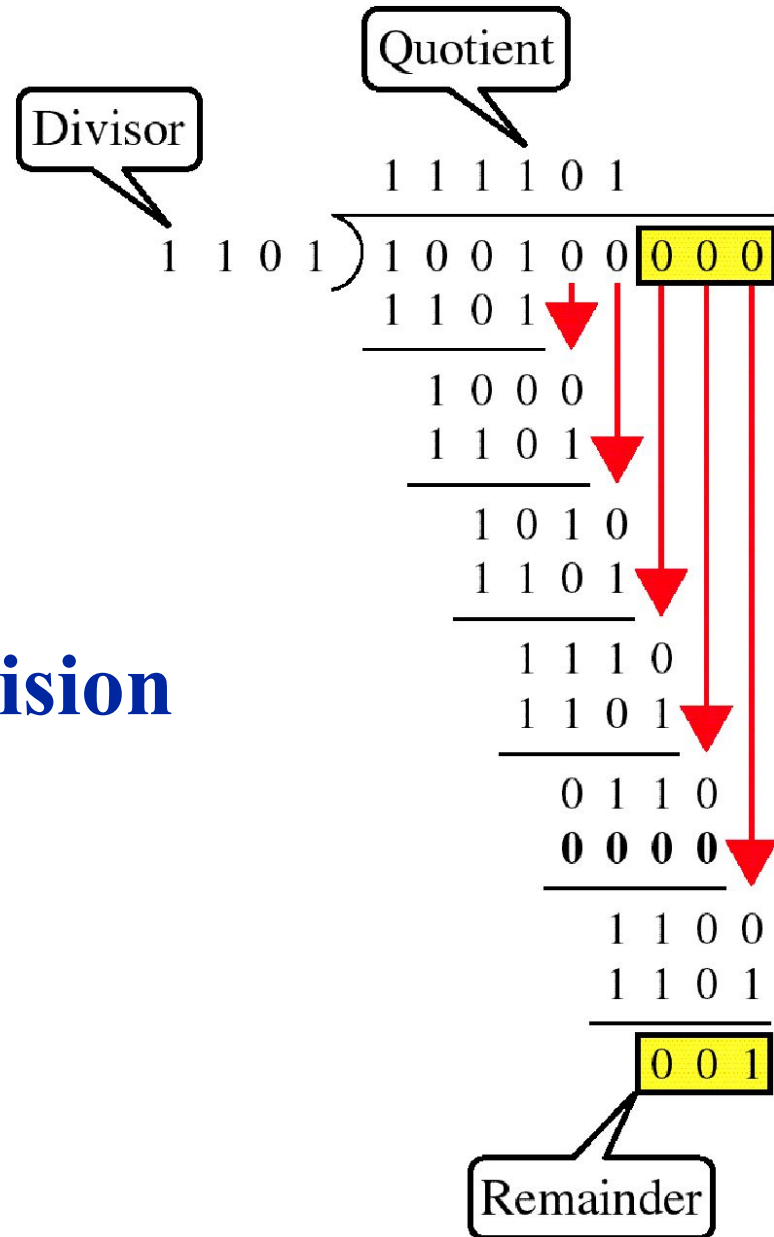 Quotient
Divisor
1 1 1 1 0 1
1 1 0 1 ) 1 0 0 1 0 0 0 0 0
1 1 0 1
1 0 0 0
1 1 0 1
1 0 1 0
1 1 0 1
1 1 1 0
ision
1 1 0 1
0 1 1 0
0 0 0 0
1 1 0 0
1 1 0 1
0 0 1
Remainder